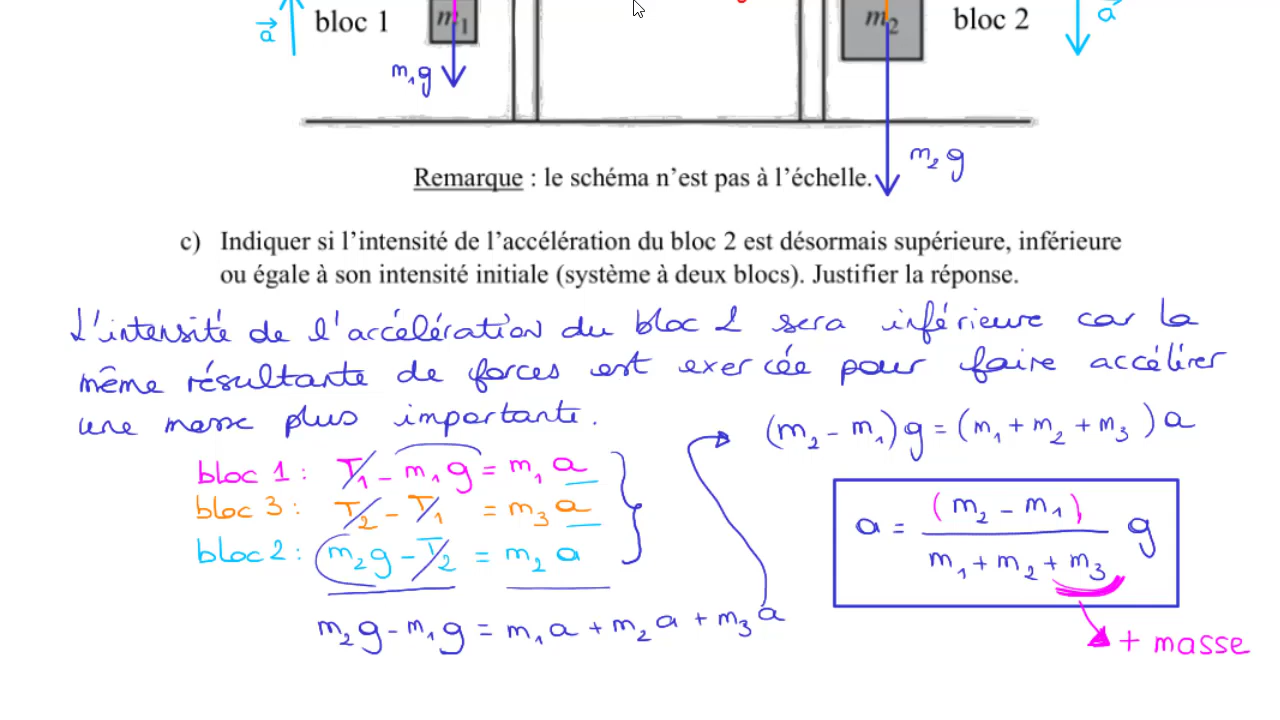 a⃗ bloc 1 m₁ m₂ bloc 2 a⃗
m₁g
m₂g
Remarque : le schéma n'est pas à l'échelle.
c) Indiquer si l'intensité de l'accélération du bloc 2 est désormais supérieure, inférieure
ou égale à son intensité initiale (système à deux blocs). Justifier la réponse.
L'intensité de l'accélération du bloc 2 sera inférieure car la
même résultante de forces est exercée pour faire accélérer
une masse plus importante.
bloc 1 : T₁ - m₁g = m₁a
bloc 3 : T₂ - T₁ = m₃a
bloc 2 : m₂g - T₂ = m₂a
m₂g - m₁g = m₁a + m₂a + m₃a
(m₂ - m₁)g = (m₁ + m₂ + m₃)a
a = (m₂ - m₁) / (m₁ + m₂ + m₃) g
+ masse